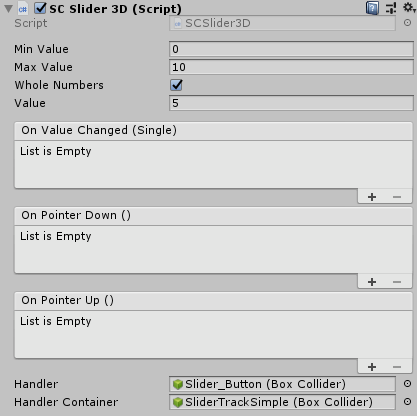 SC Slider 3D (Script)
Script SCSlider3D
Min Value 0
Max Value 10
Whole Numbers
Value 5
On Value Changed (Single)
List is Empty
+ −
On Pointer Down ()
List is Empty
+ −
On Pointer Up ()
List is Empty
+ −
Handler Slider_Button (Box Collider)
Handler Container SliderTrackSimple (Box Collider)